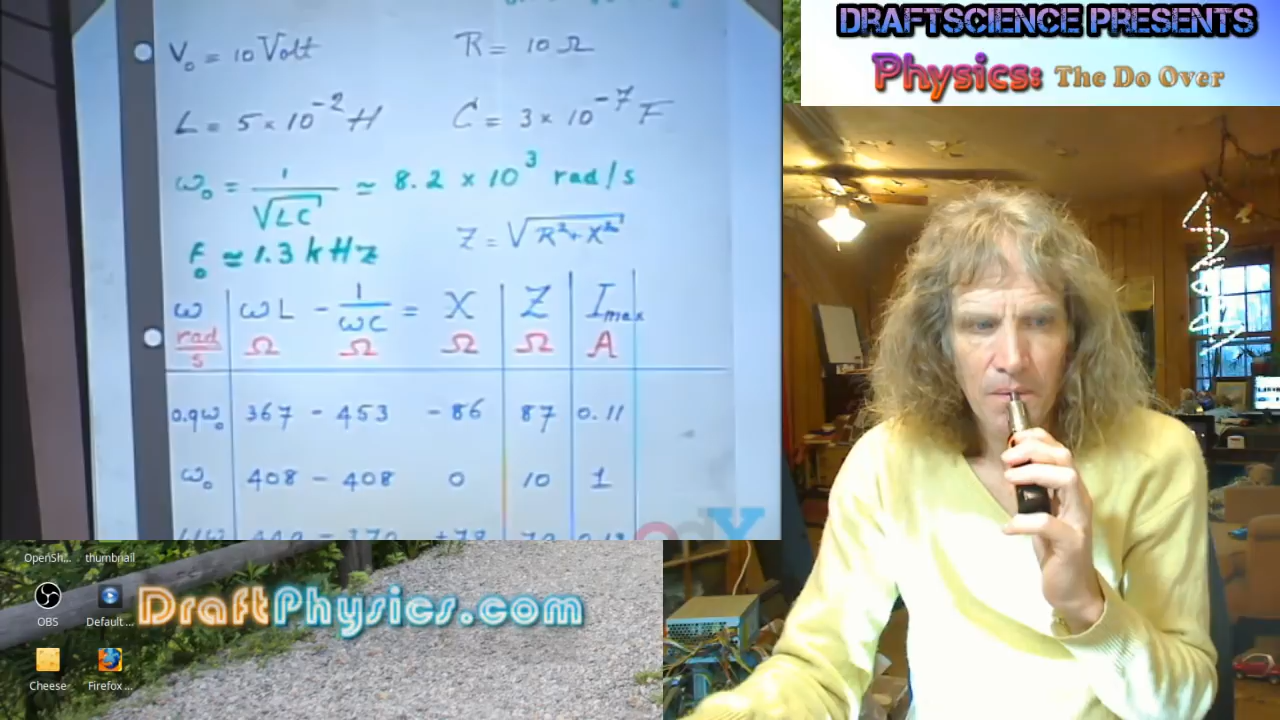 V₀ = 10 Volt R = 10 Ω
L = 5 × 10⁻² H C = 3 × 10⁻⁷ F
ω₀ = 1/√LC ≃ 8.2 × 10³ rad/s
F₀ ≃ 1.3 kHz Z = √R²+X²
ω ωL - 1/ωC = X Z Imax
rad/s Ω Ω Ω Ω A
0.9ω₀ 367 - 453 -86 87 0.11
ω₀ 408 - 408 0 10 1
DRAFTSCIENCE PRESENTS
Physics: The Do Over
OpenSh... thumbnail
OBS Default ...
DraftPhysics.com
Cheese Firefox ...